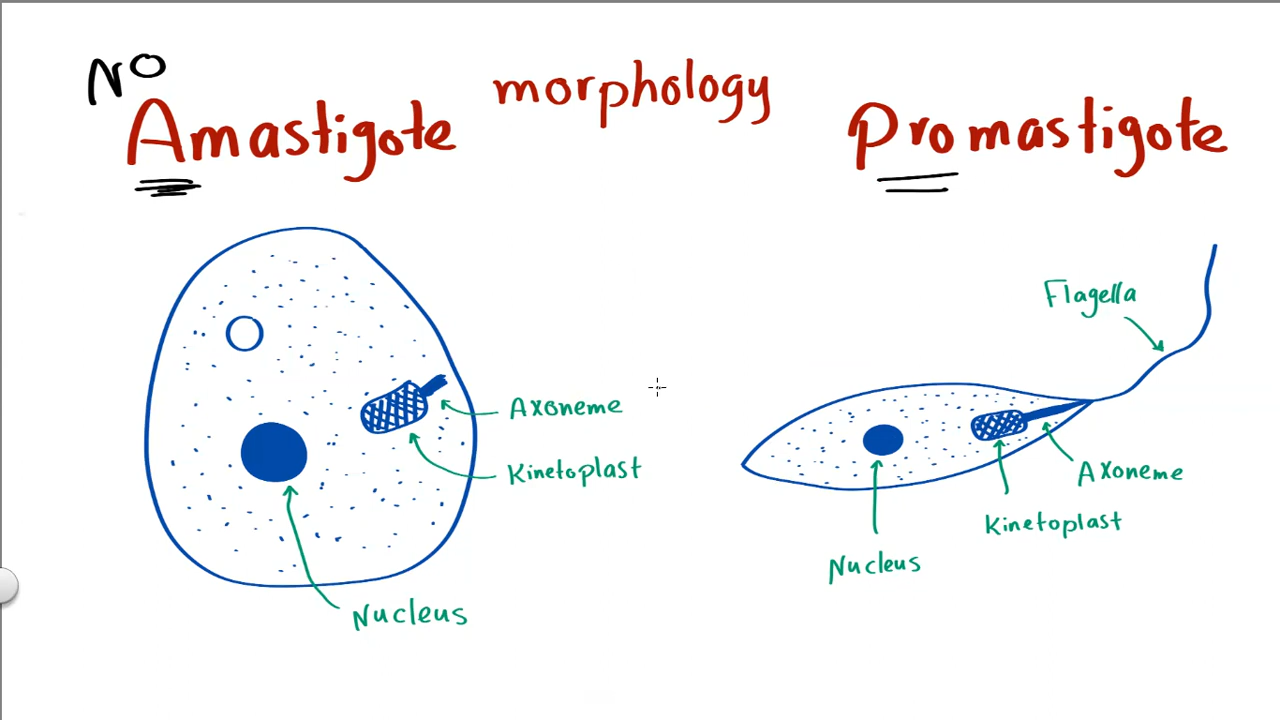 NO
Amastigote
morphology
Promastigote
Flagella
Axoneme
Kinetoplast
Nucleus
Axoneme
Kinetoplast
Nucleus